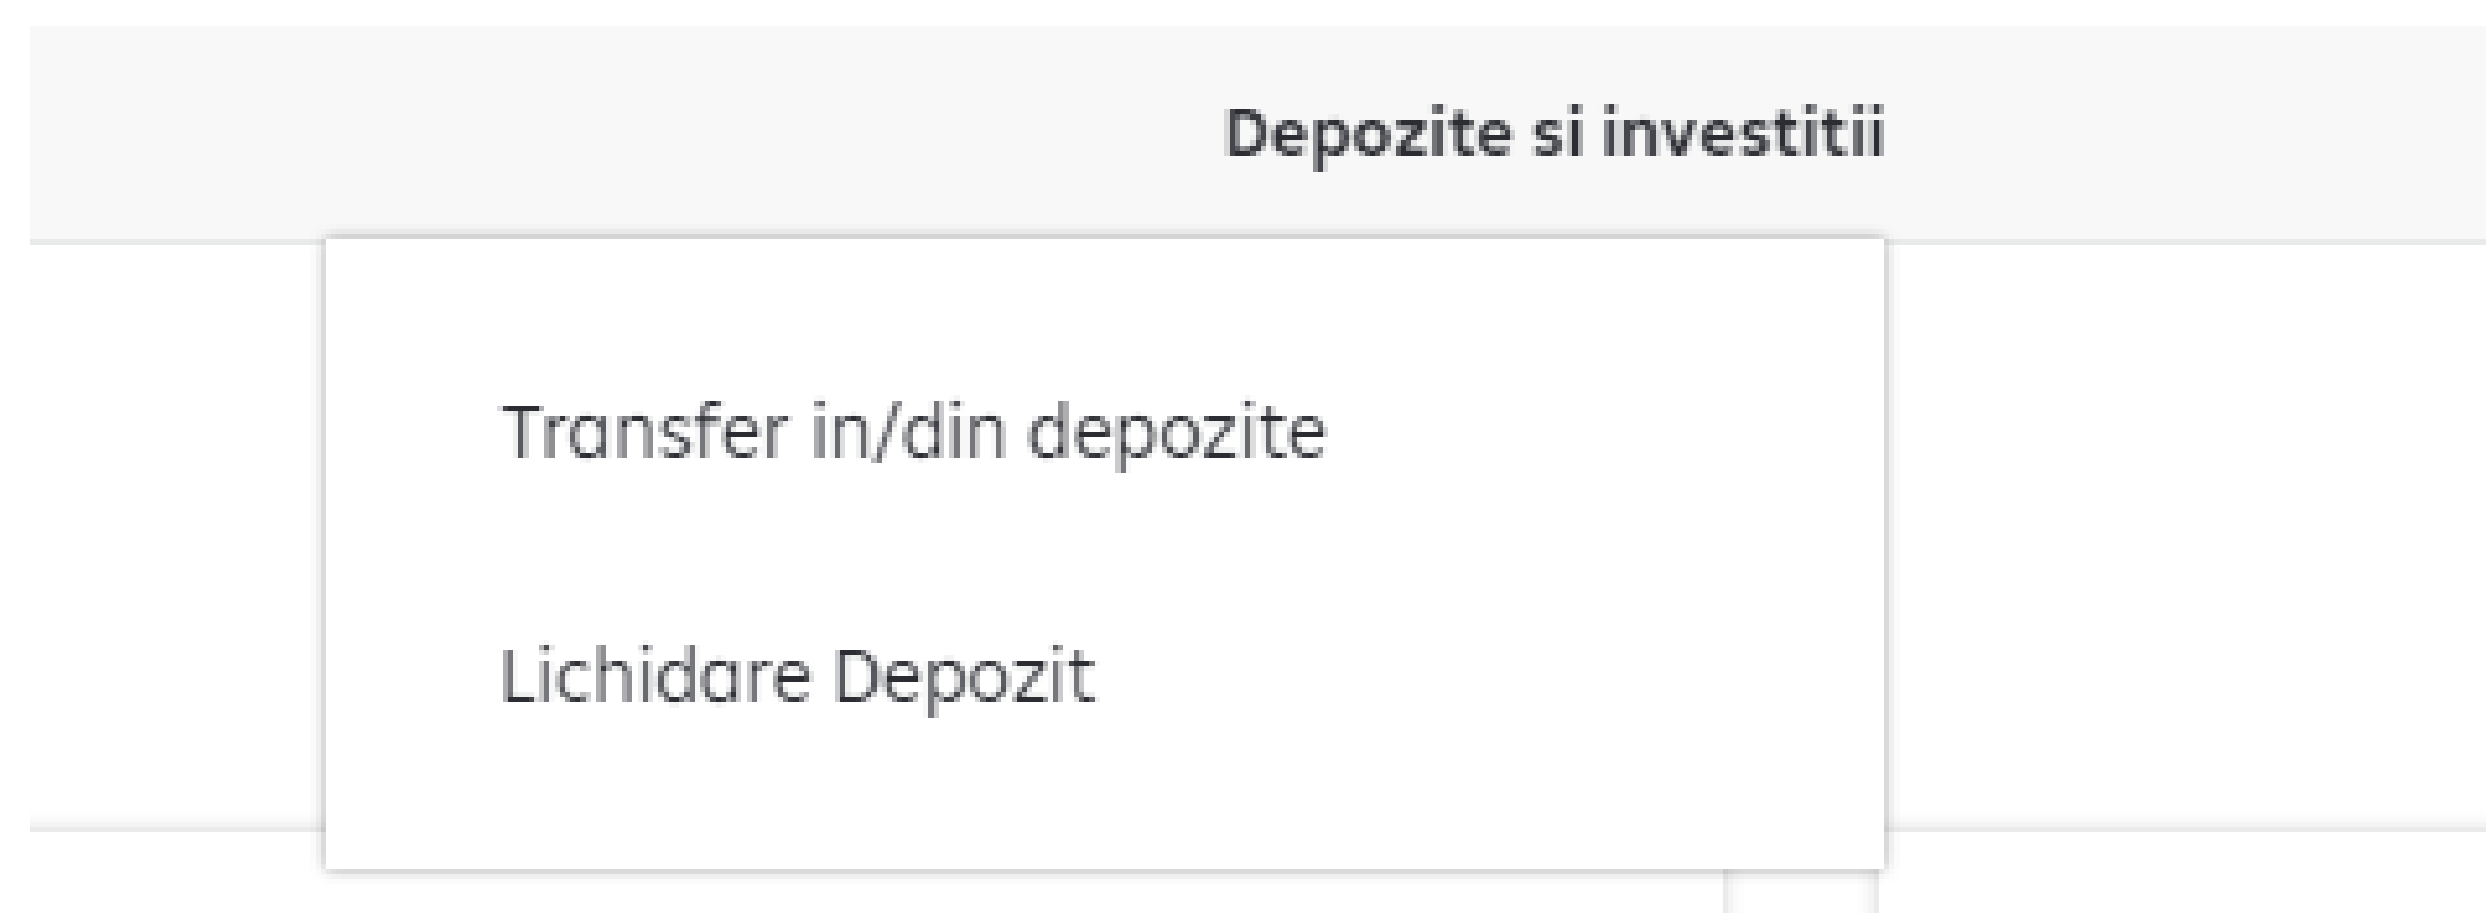 Depozite si investitii
Transfer in/din depozite
Lichidare Depozit